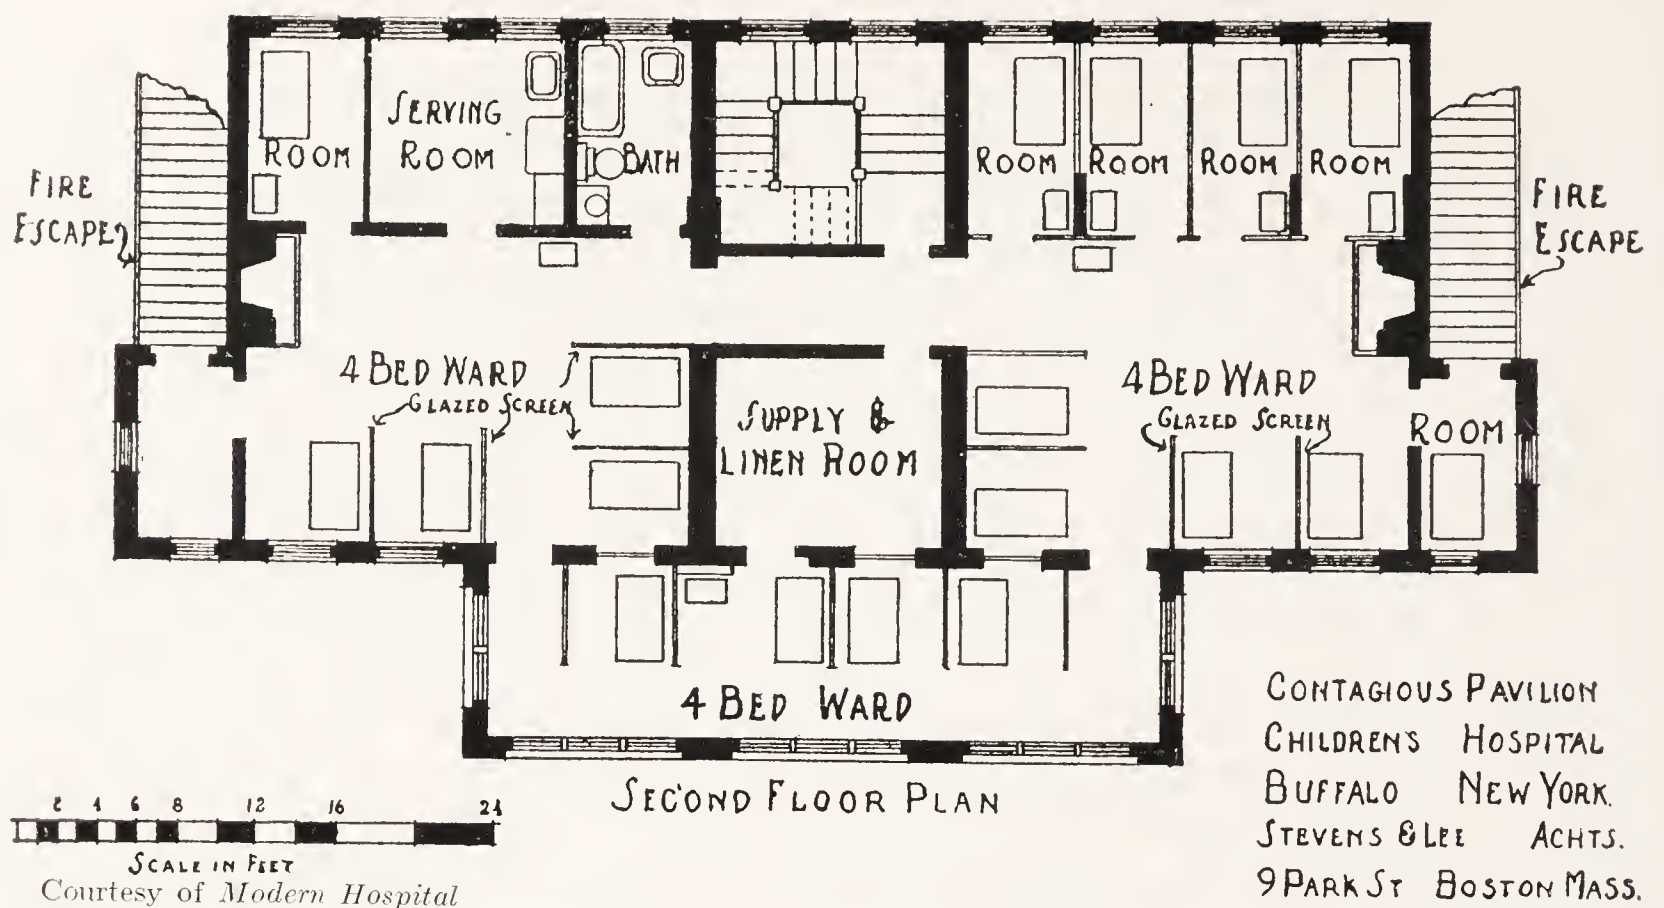 SERVING
ROOM
ROOM
BATH
ROOM
ROOM
ROOM
ROOM
FIRE
ESCAPE
FIRE
ESCAPE
4 BED WARD
GLAZED SCREEN
SUPPLY &
LINEN ROOM
4 BED WARD
GLAZED SCREEN
ROOM
4 BED WARD
SECOND FLOOR PLAN
2 4 6 8 12 16 24
SCALE IN FEET
Courtesy of Modern Hospital
CONTAGIOUS PAVILION
CHILDRENS HOSPITAL
BUFFALO NEW YORK.
STEVENS & LEE ACHTS.
9 PARK ST BOSTON MASS.